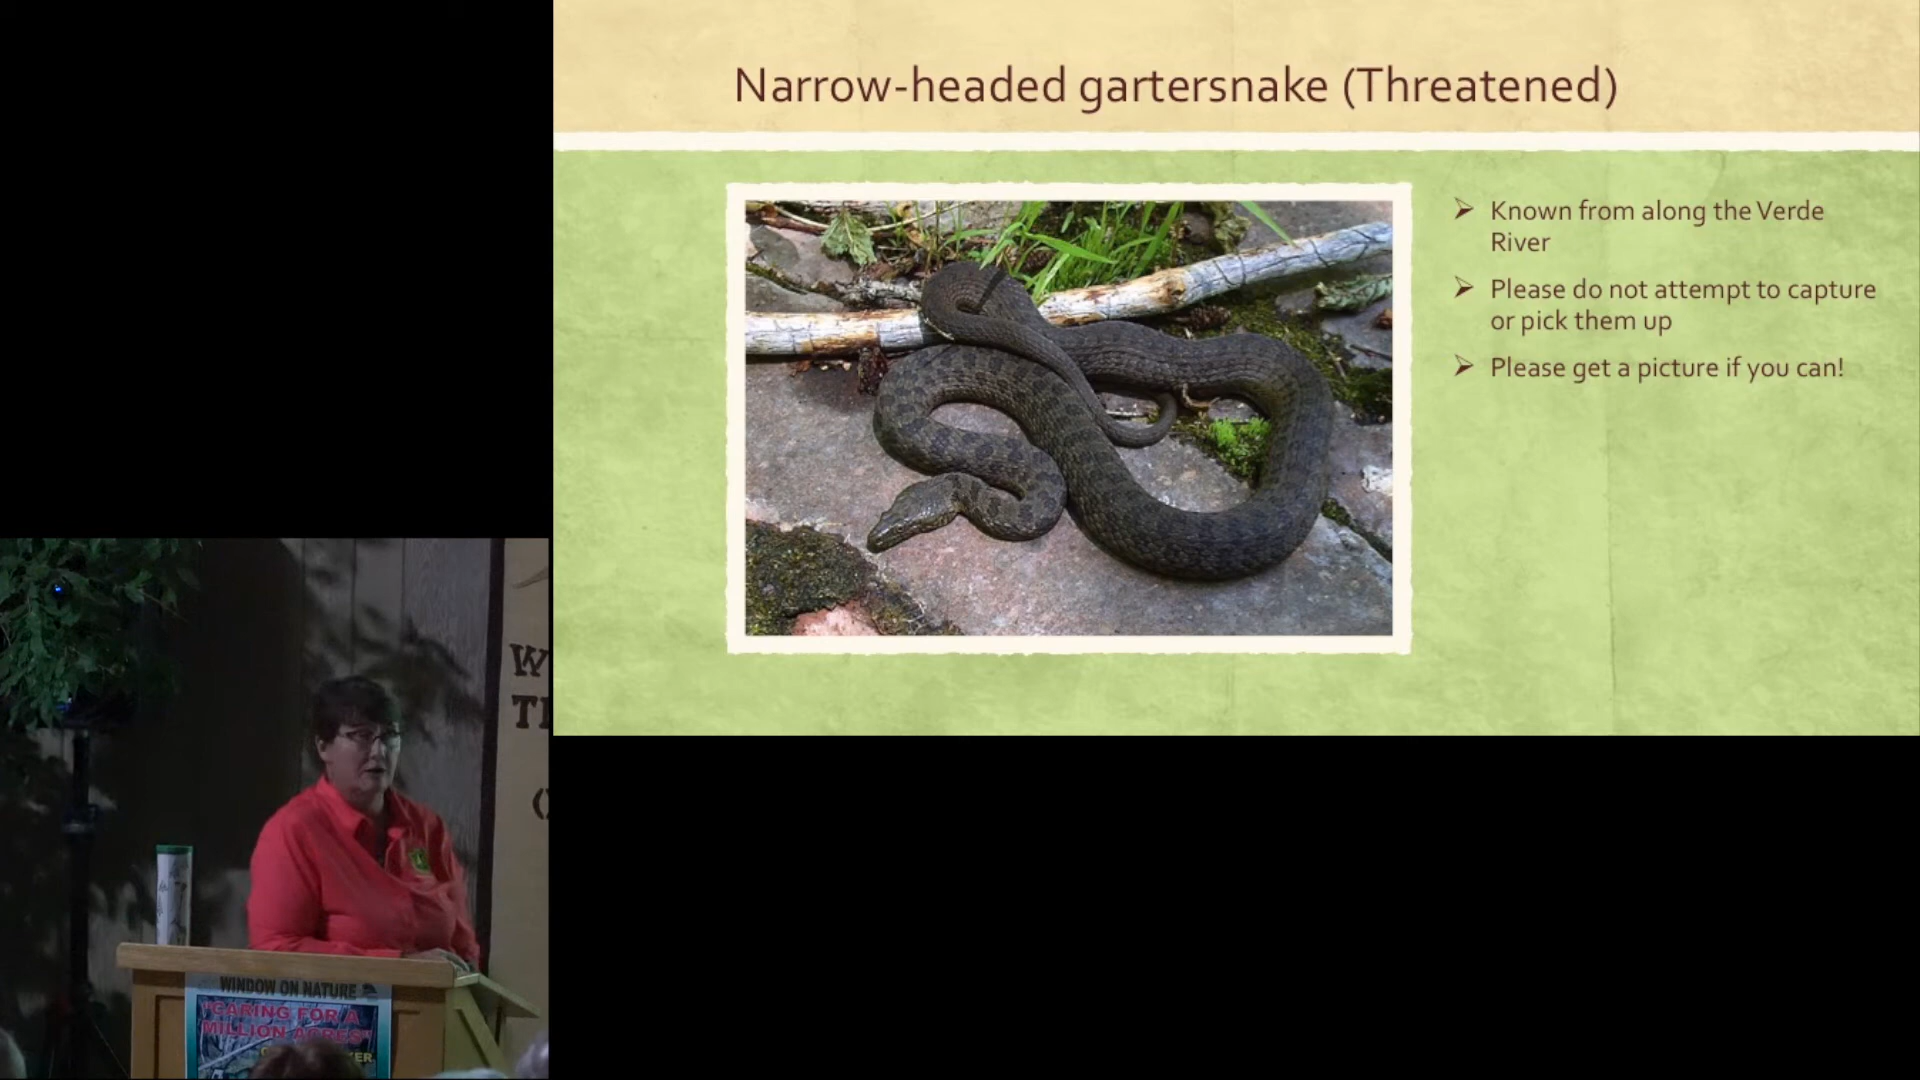 Narrow-headed gartersnake (Threatened)
Known from along the Verde
River
Please do not attempt to capture
or pick them up
Please get a picture if you can!
WINDOW ON NATURE
"CARING FOR A
MILLION ACRES"